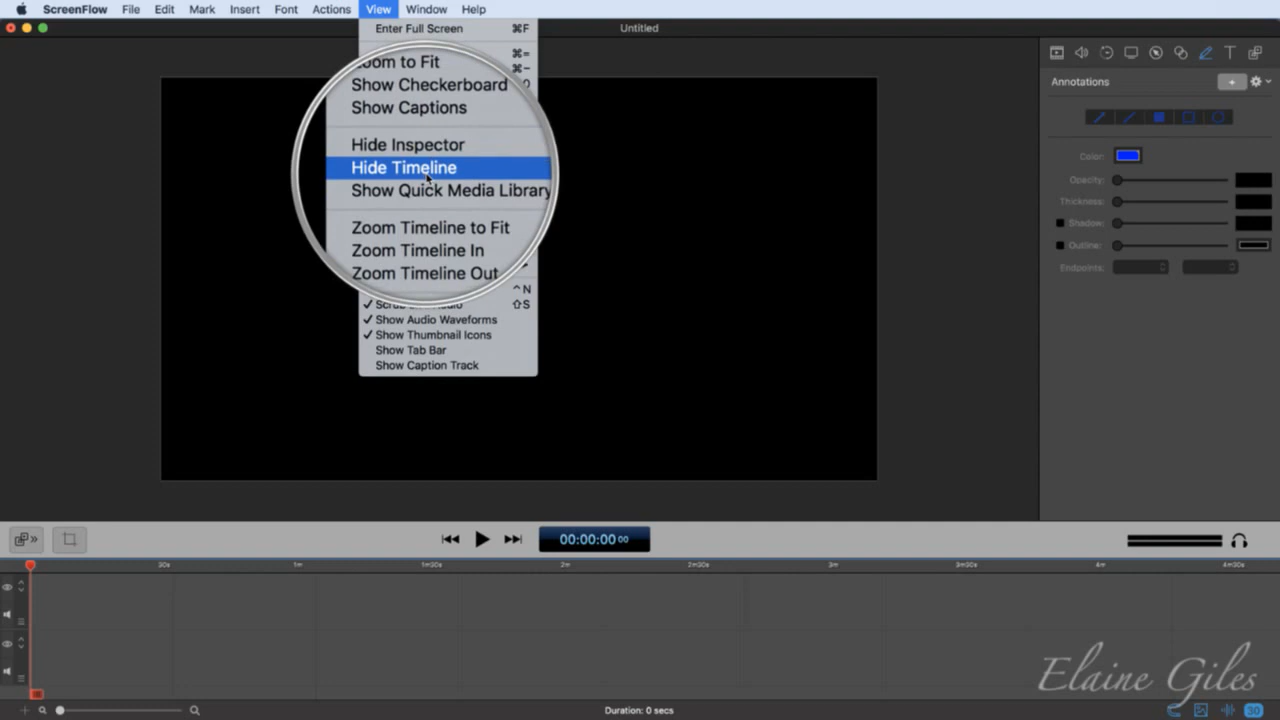 ScreenFlow File Edit Mark Insert Font Actions View Window Help
Untitled
Enter Full Screen ⌘F
oom to Fit ⌘=
⌘−
Show Checkerboard
Show Captions
Hide Inspector
Hide Timeline
Show Quick Media Library
Zoom Timeline to Fit
Zoom Timeline In
Zoom Timeline Out
^N
⇧S
✓ Show Audio Waveforms
✓ Show Thumbnail Icons
Show Tab Bar
Show Caption Track
Annotations
Color:
Opacity:
Thickness:
Shadow:
Outline:
Endpoints:
00:00:00 00
30s 1m 1m30s 2m 2m30s 3m 3m30s 4m 4m30s
Elaine Giles
Duration: 0 secs
30